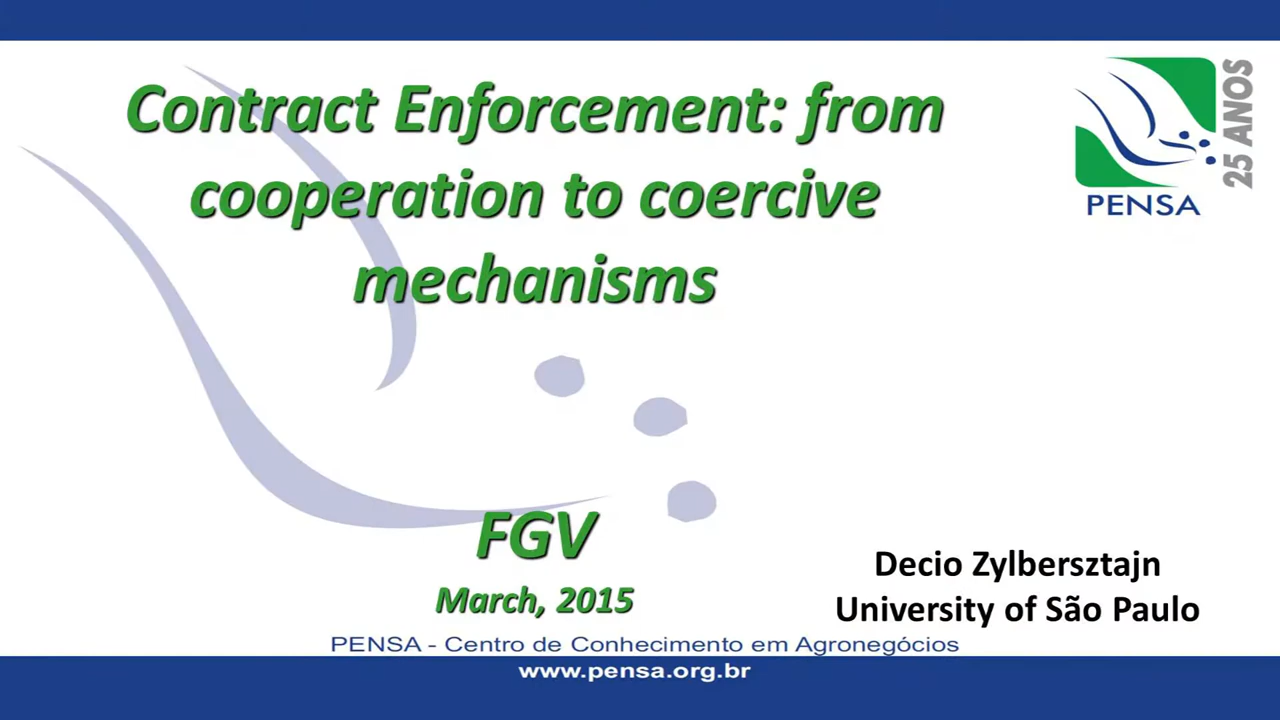 Contract Enforcement: from
cooperation to coercive
mechanisms
25 ANOS
PENSA
FGV
March, 2015
Decio Zylbersztajn
University of São Paulo
PENSA - Centro de Conhecimento em Agronegócios
www.pensa.org.br